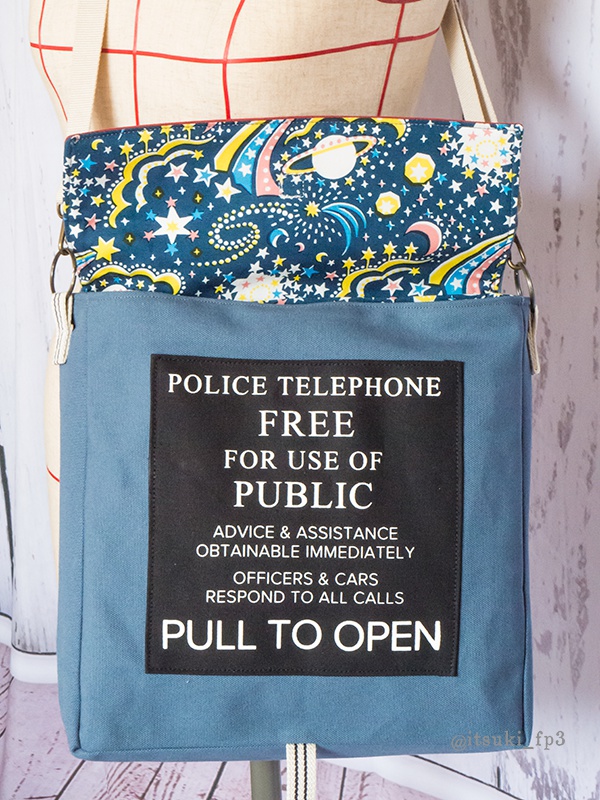 POLICE TELEPHONE
FREE
FOR USE OF
PUBLIC
ADVICE & ASSISTANCE
OBTAINABLE IMMEDIATELY
OFFICERS & CARS
RESPOND TO ALL CALLS
PULL TO OPEN
@itsuki_fp3